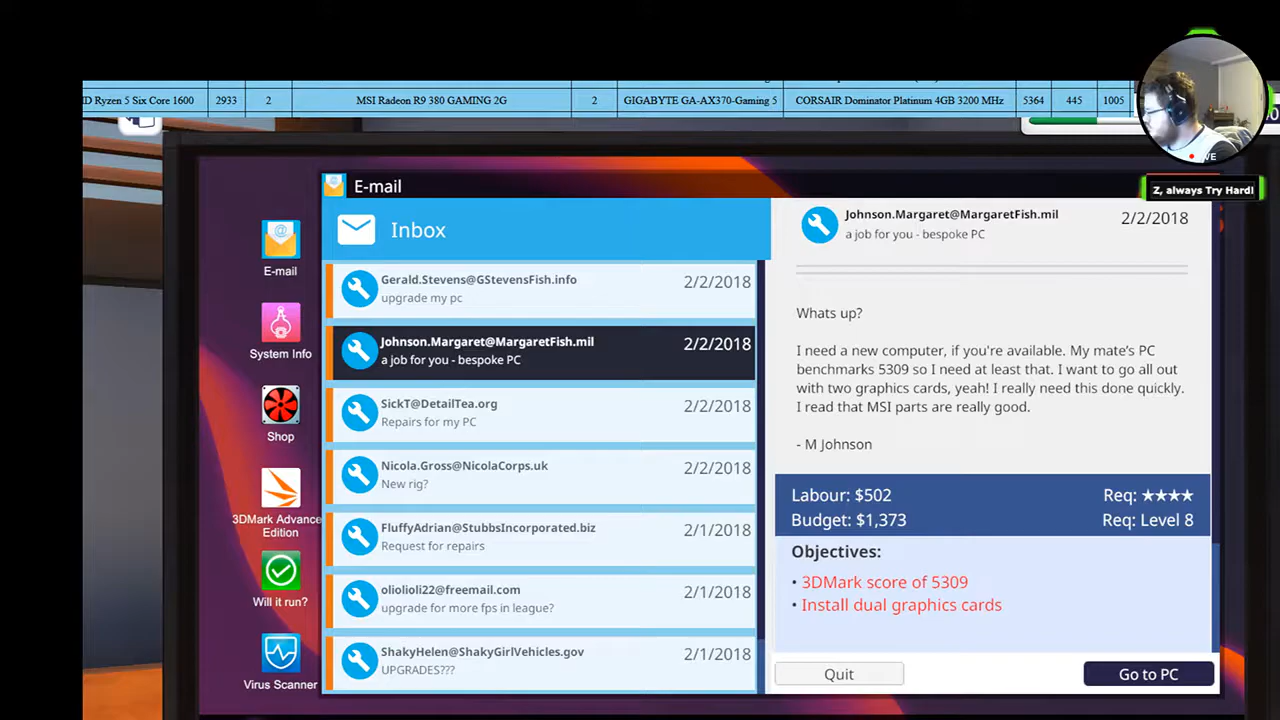 D Ryzen 5 Six Core 1600 2933 2 MSI Radeon R9 380 GAMING 2G 2 GIGABYTE GA-AX370-Gaming 5 CORSAIR Dominator Platinum 4GB 3200 MHz 5364 445 1005
LIVE
Z, always Try Hard!
E-mail
Inbox
E-mail
System Info
Shop
3DMark Advance
Edition
Will it run?
Virus Scanner
Gerald.Stevens@GStevensFish.info 2/2/2018
upgrade my pc
Johnson.Margaret@MargaretFish.mil 2/2/2018
a job for you - bespoke PC
SickT@DetailTea.org 2/2/2018
Repairs for my PC
Nicola.Gross@NicolaCorps.uk 2/2/2018
New rig?
FluffyAdrian@StubbsIncorporated.biz 2/1/2018
Request for repairs
oliolioli22@freemail.com 2/1/2018
upgrade for more fps in league?
ShakyHelen@ShakyGirlVehicles.gov 2/1/2018
UPGRADES???
Johnson.Margaret@MargaretFish.mil 2/2/2018
a job for you - bespoke PC
Whats up?
I need a new computer, if you're available. My mate's PC
benchmarks 5309 so I need at least that. I want to go all out
with two graphics cards, yeah! I really need this done quickly.
I read that MSI parts are really good.
- M Johnson
Labour: $502 Req: ★★★★
Budget: $1,373 Req: Level 8
Objectives:
• 3DMark score of 5309
• Install dual graphics cards
Quit
Go to PC